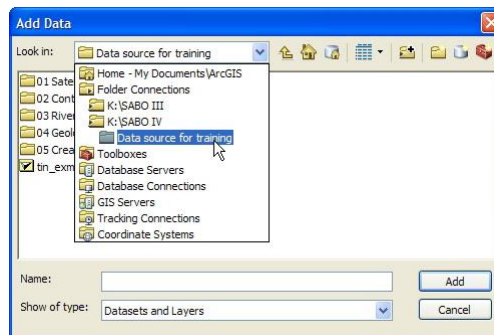 Add Data
Look in: Data source for training
Home - My Documents\ArcGIS
Folder Connections
K:\SABO III
K:\SABO IV
Data source for training
Toolboxes
Database Servers
Database Connections
GIS Servers
Tracking Connections
Coordinate Systems
01 Sate
02 Cont
03 River
04 Geol
05 Crea
tin_exm
Name:
Add
Show of type: Datasets and Layers
Cancel